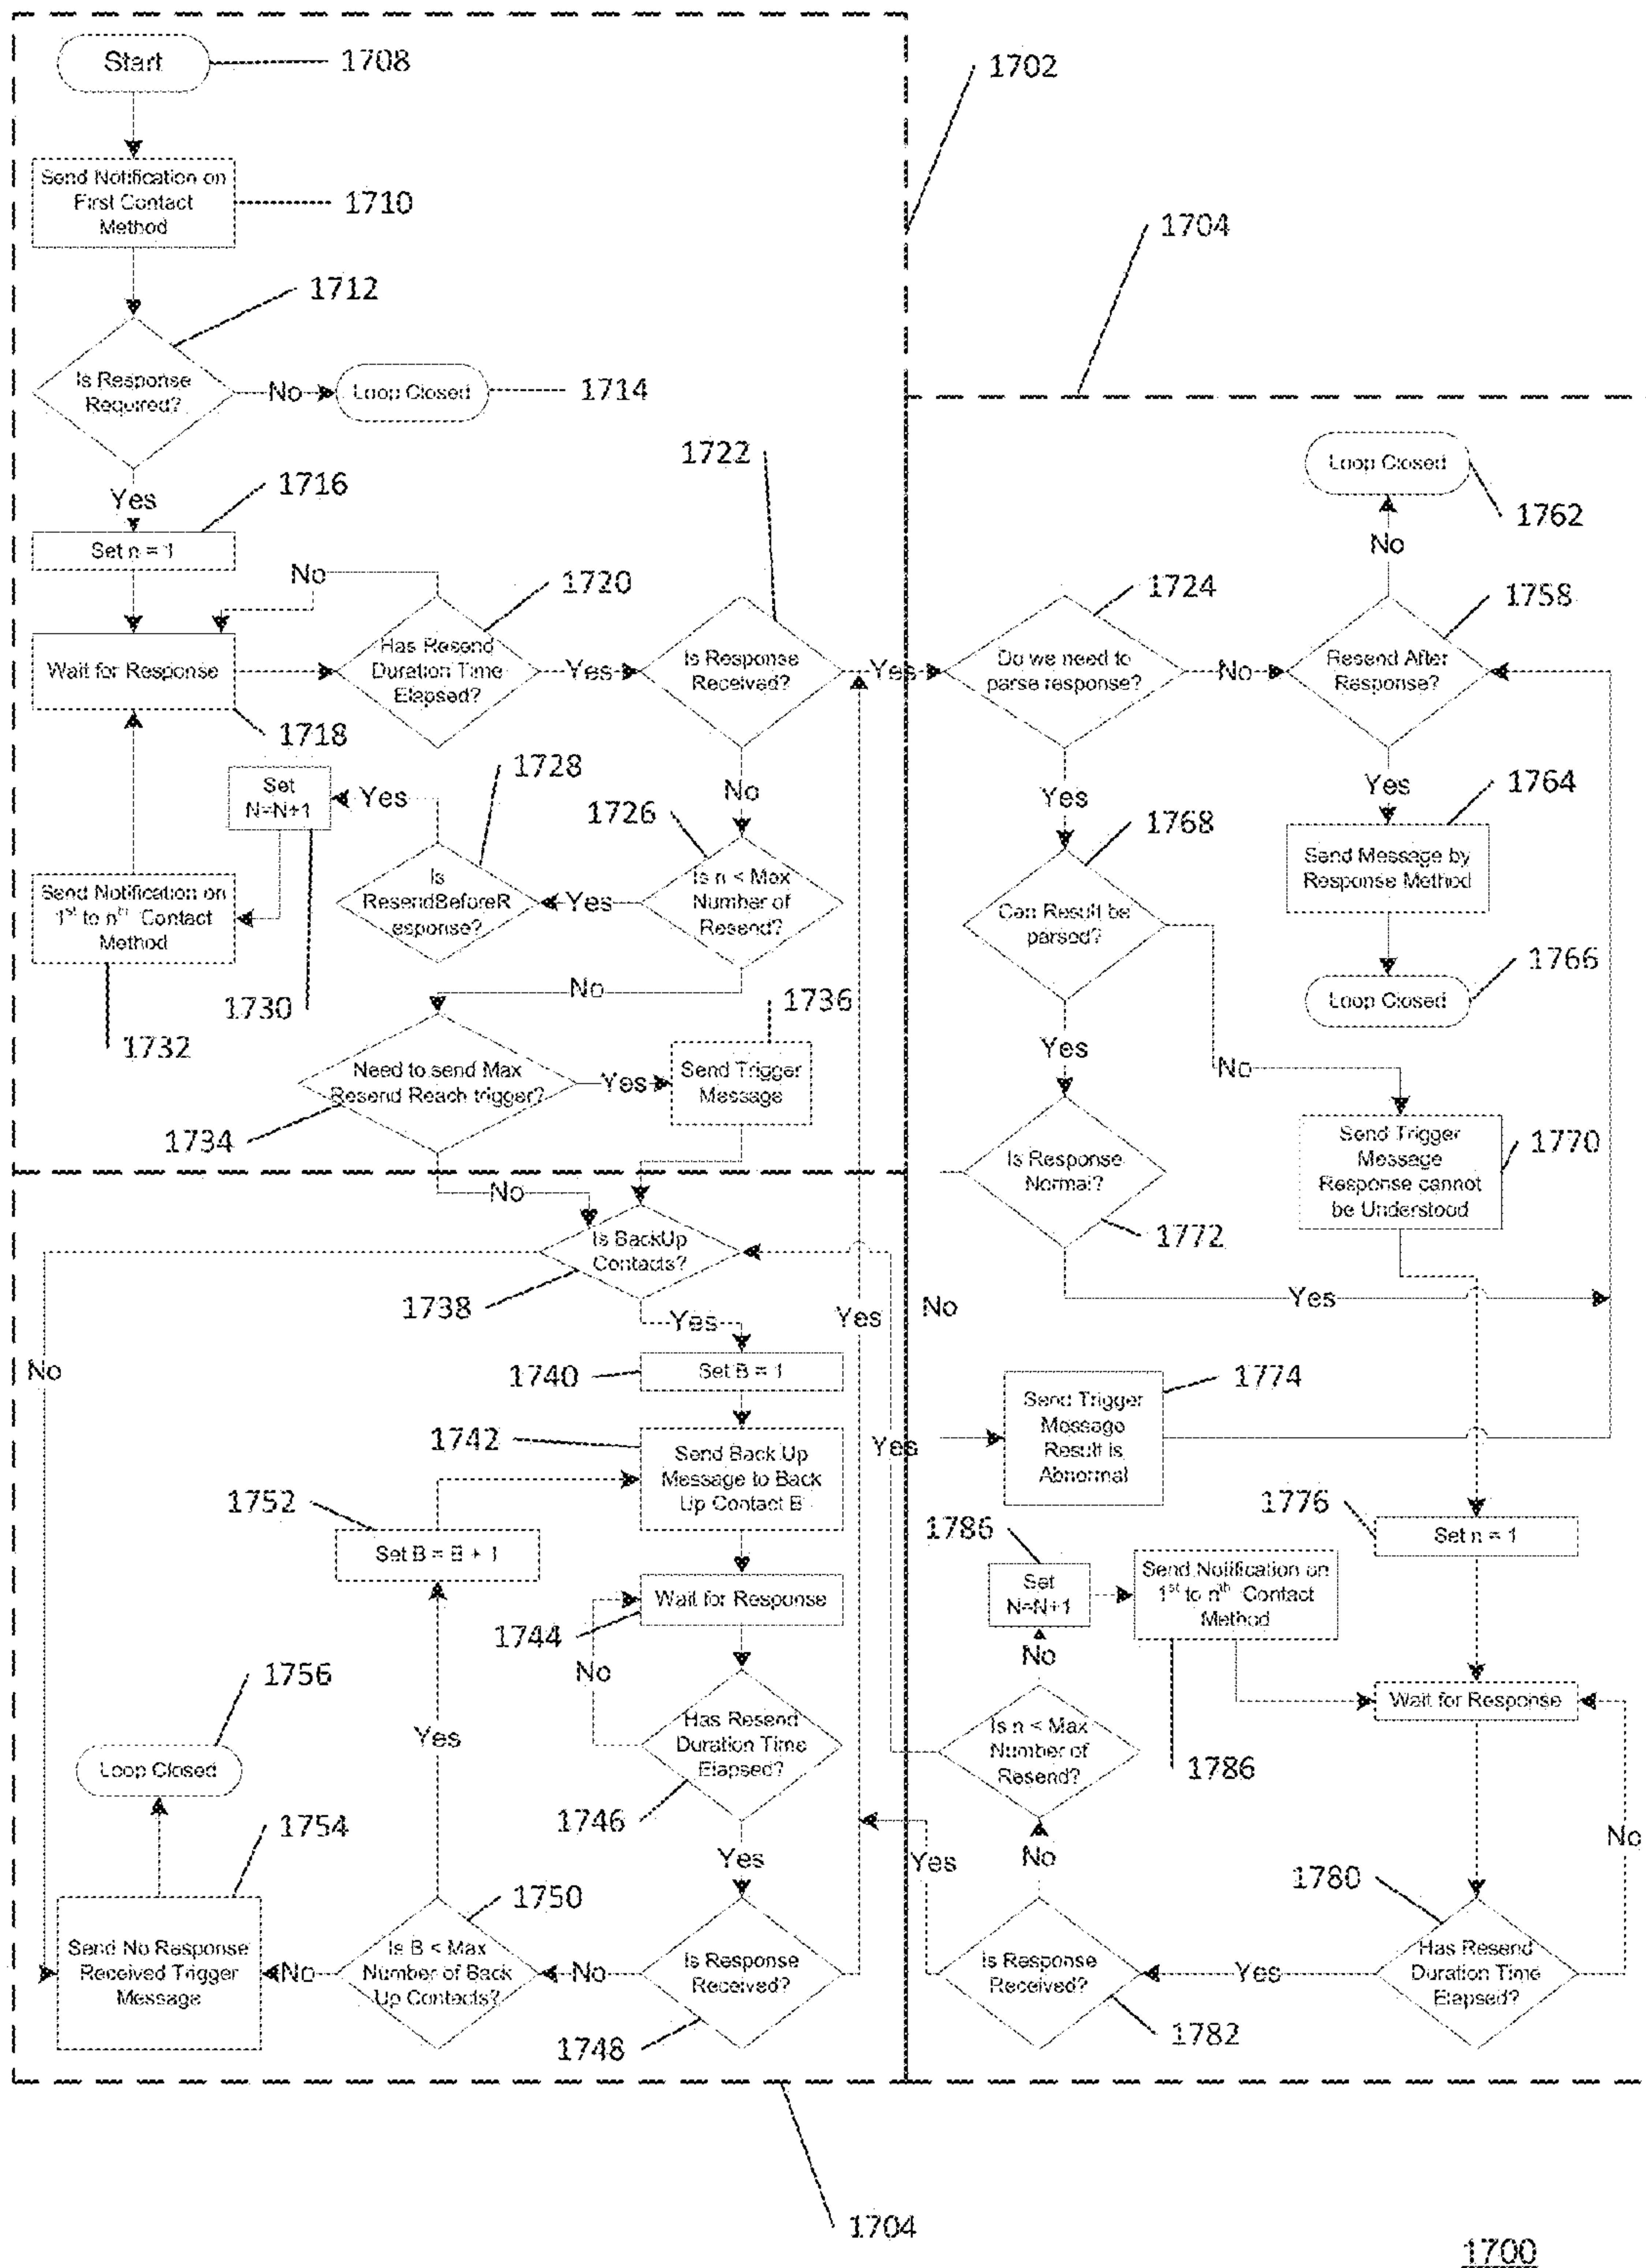 Start
1708
1702
Send Notification on
First Contact
Method
1710
1704
1712
Is Response
Required?
No
Loop Closed
1714
Yes
1716
Set n = 1
1722
Loop Closed
1762
No
No
1720
1724
1758
Wait for Response
Has Resend
Duration Time
Elapsed?
Yes
Is Response
Received?
Yes
Do we need to
parse response?
No
Resend After
Response?
1718
Set
N=N+1
Yes
1728
1726
No
Yes
1768
Yes
1764
Send Notification on
1st to nth Contact
Method
Is
ResendBeforeR
esponse?
Yes
Is n < Max
Number of
Resend?
Can Result be
parsed?
Send Message by
Response Method
1730
1732
No
1736
Loop Closed
1766
Need to send Max
Resend Reach trigger?
Yes
Send Trigger
Message
1734
Yes
No
Is Response
Normal?
1772
Send Trigger
Message
Response cannot
be Understood
1770
No
Is BackUp
Contacts?
1738
Yes
Yes
No
Yes
No
1740
Set B = 1
1742
Send Back Up
Message to Back
Up Contact B
Yes
Send Trigger
Message
Result is
Abnormal
1774
1752
Set B = B + 1
1776
Set n = 1
1786
Set
N=N+1
Send Notification on
1st to nth Contact
Method
Wait for Response
1744
No
No
1756
Loop Closed
Yes
Has Resend
Duration Time
Elapsed?
1746
Is n < Max
Number of
Resend?
1786
Wait for Response
No
1754
Yes
Yes
No
1750
1780
Send No Response
Received Trigger
Message
No
Is B < Max
Number of Back
Up Contacts?
No
Is Response
Received?
1748
Is Response
Received?
1782
Yes
Has Resend
Duration Time
Elapsed?
1704
1700